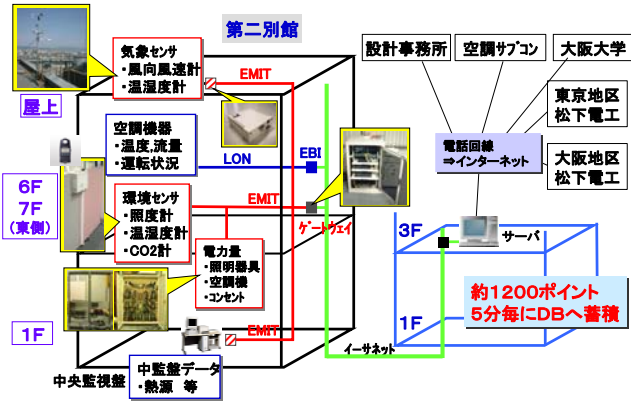 第二別館
気象センサ
・風向風速計
・温湿度計
EMIT
屋上
空調機器
・温度,流量
・運転状況
LON
EBI
6F
7F
(東側)
環境センサ
・照度計
・温湿度計
・CO2計
EMIT
ゲートウェイ
電力量
・照明器具
・空調機
・コンセント
1F
EMIT
中央監視盤
中監盤データ
・熱源 等
イーサネット
設計事務所
空調サブコン
大阪大学
東京地区
松下電工
電話回線
⇒インターネット
大阪地区
松下電工
3F
サーバ
1F
約1200ポイント
5分毎にDBへ蓄積